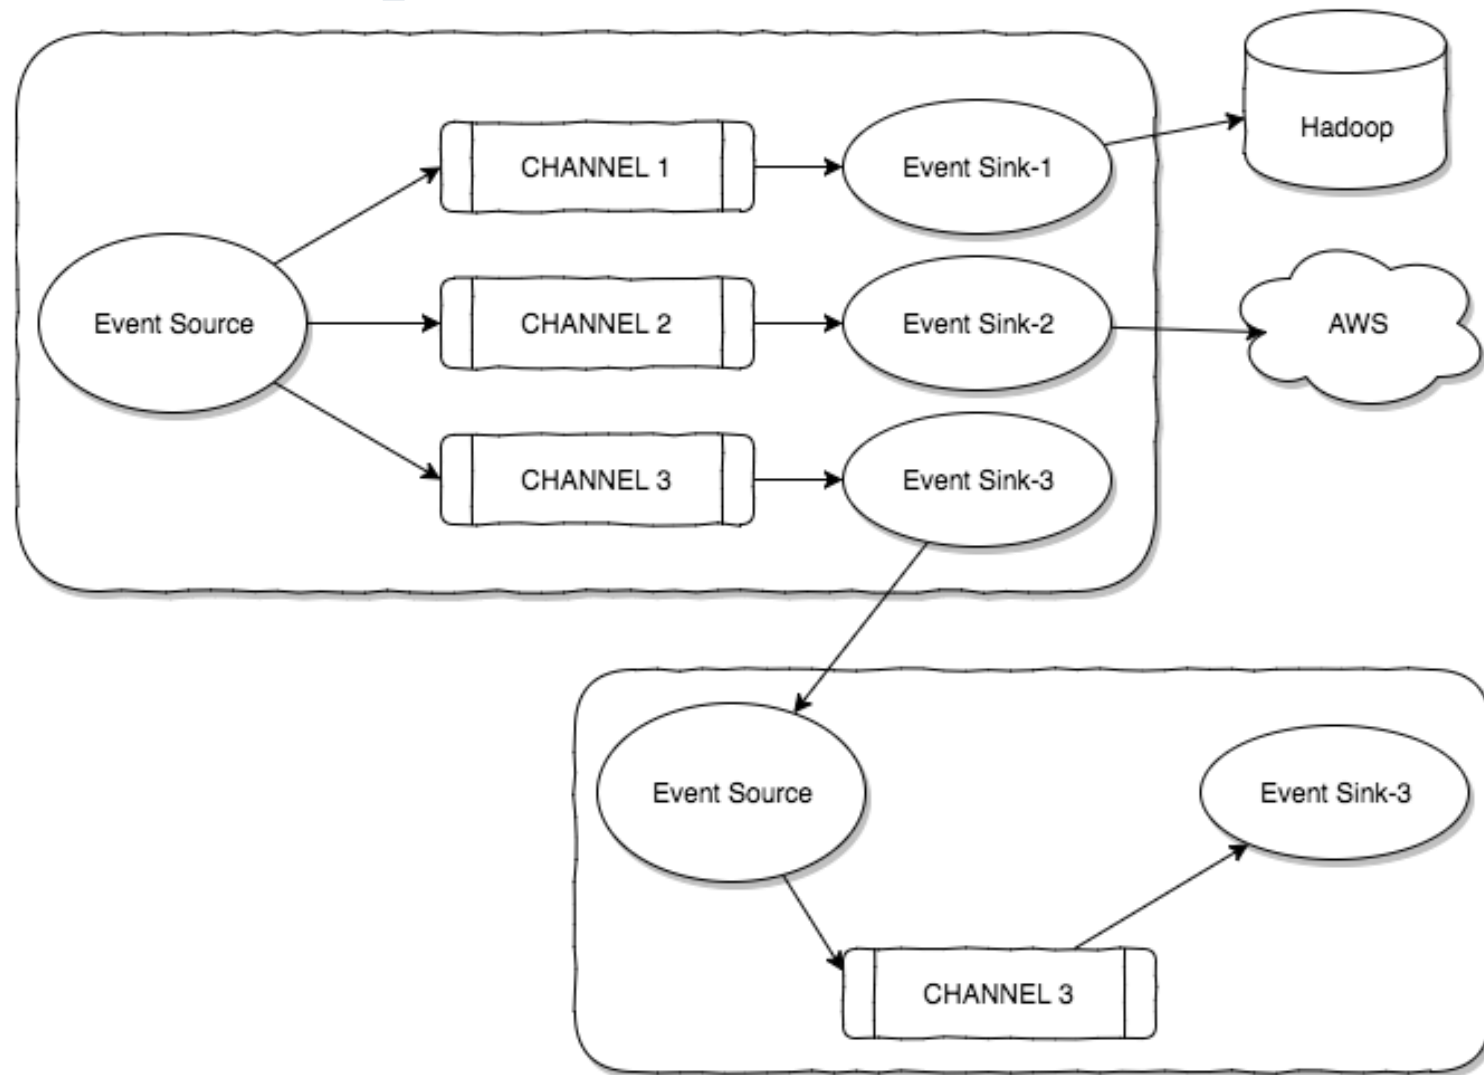 Hadoop
CHANNEL 1
Event Sink-1
Event Source
CHANNEL 2
Event Sink-2
AWS
CHANNEL 3
Event Sink-3
Event Source
Event Sink-3
CHANNEL 3